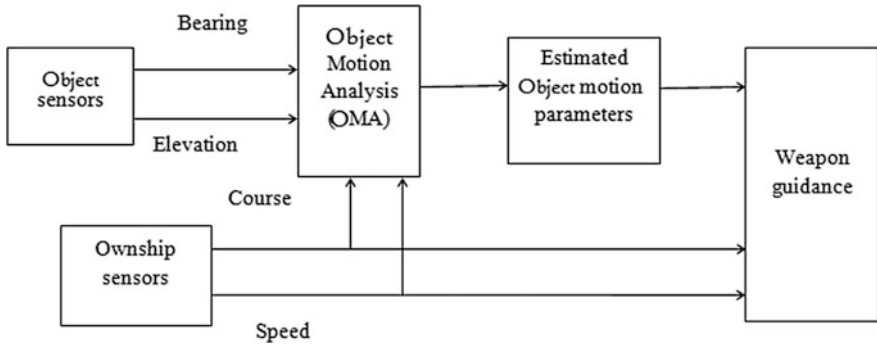 Bearing
Object
sensors
Elevation
Object
Motion
Analysis
(OMA)
Estimated
Object motion
parameters
Weapon
guidance
Course
Ownship
sensors
Speed